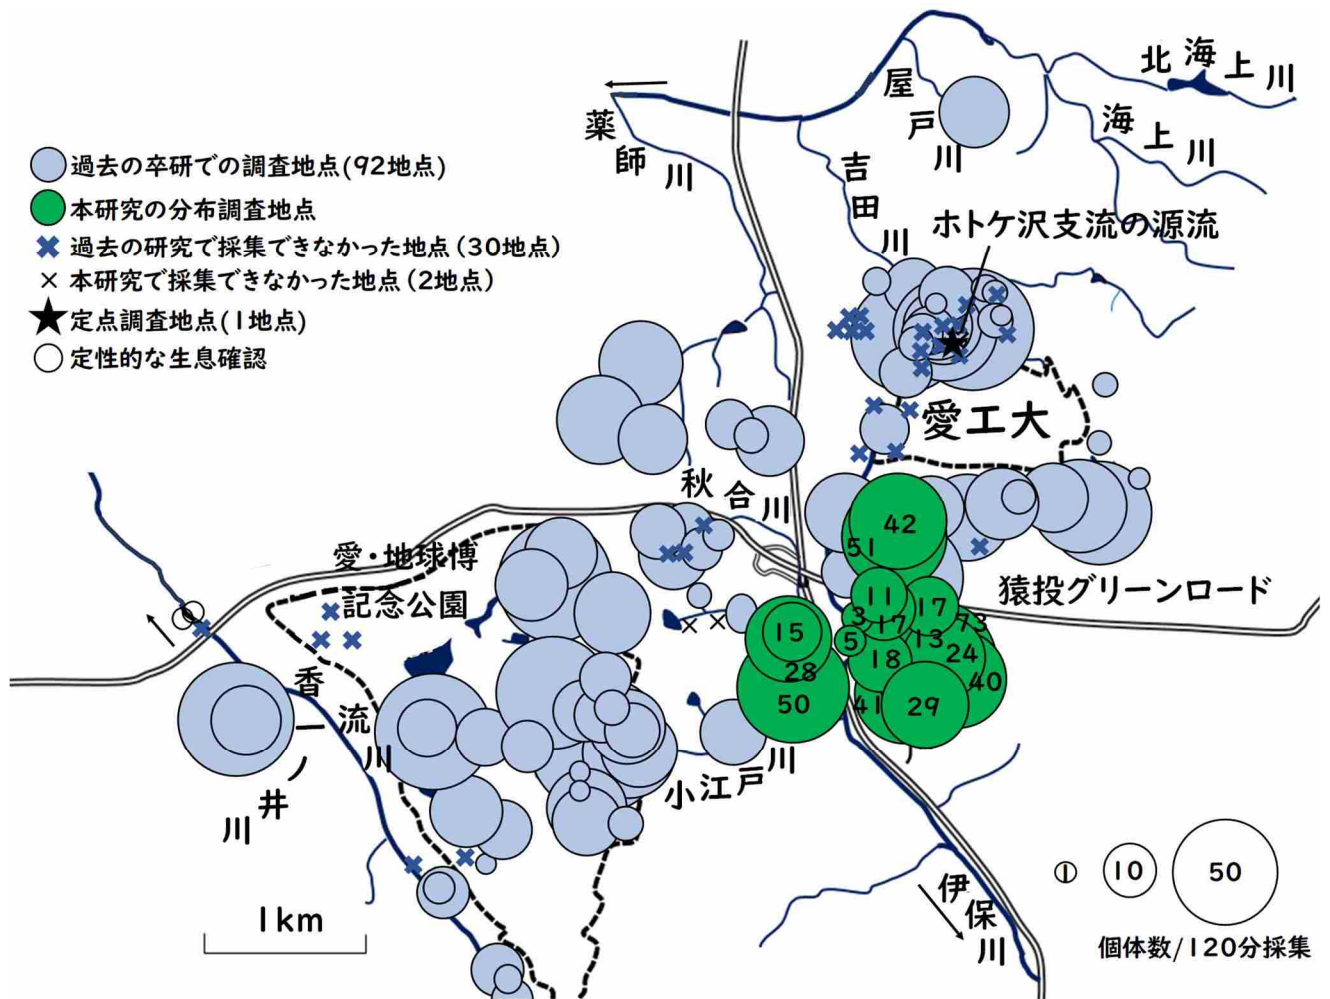 北海上川
屋戸川
海上川
薬師川
吉田川
過去の卒研での調査地点(92地点)
本研究の分布調査地点
過去の研究で採集できなかった地点(30地点)
本研究で採集できなかった地点(2地点)
定点調査地点(1地点)
定性的な生息確認
ホトケ沢支流の源流
愛工大
秋合川
42
51
愛・地球博
記念公園
猿投グリーンロード
11
17
3
17
73
15
5
13
18
24
28
40
50
41
29
香流川
井
川
小江戸川
伊保川
1
10
50
個体数/120分採集
1km